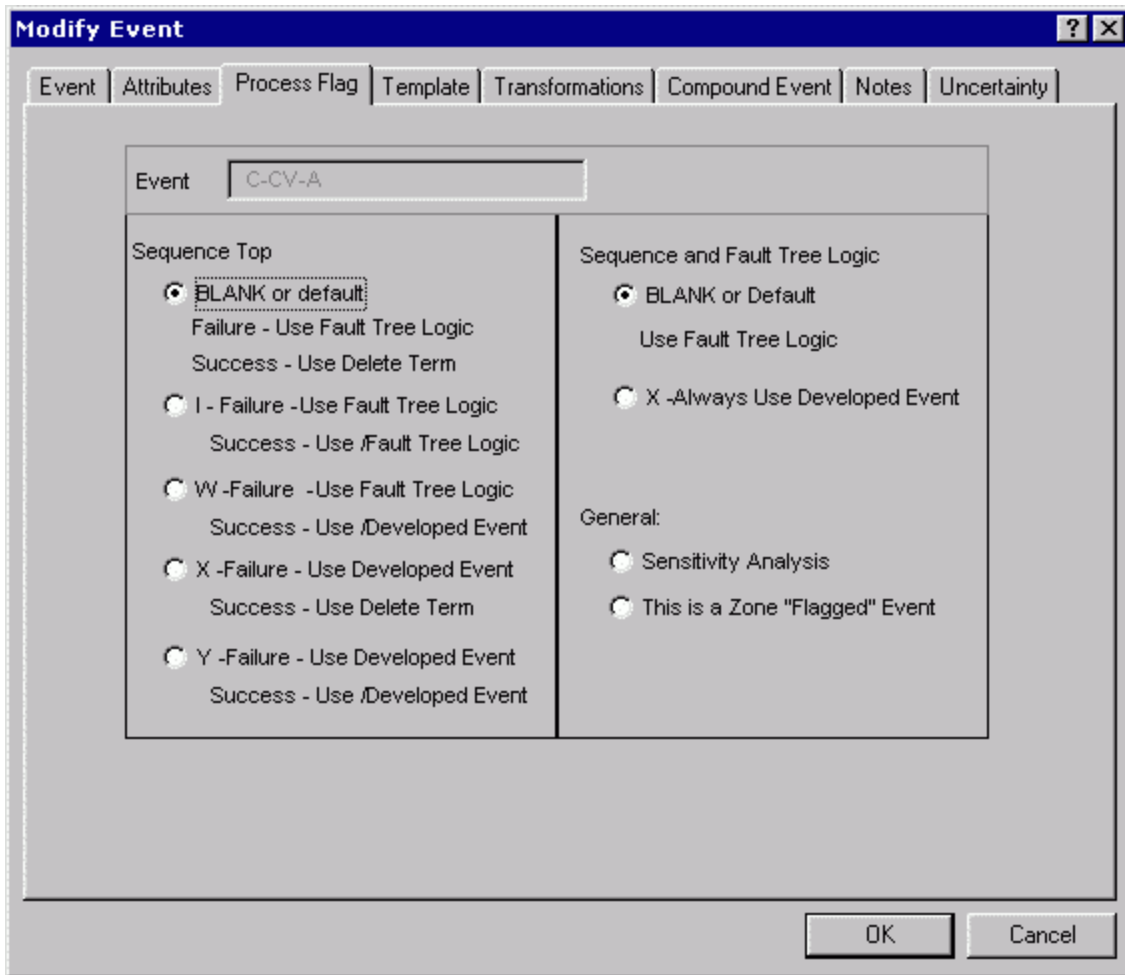 Modify Event
Event Attributes Process Flag Template Transformations Compound Event Notes Uncertainty
Event C-CV-A
Sequence Top
BLANK or default
Failure - Use Fault Tree Logic
Success - Use Delete Term
I - Failure -Use Fault Tree Logic
Success - Use /Fault Tree Logic
W -Failure -Use Fault Tree Logic
Success - Use /Developed Event
X -Failure - Use Developed Event
Success - Use Delete Term
Y -Failure - Use Developed Event
Success - Use /Developed Event
Sequence and Fault Tree Logic
BLANK or Default
Use Fault Tree Logic
X -Always Use Developed Event
General:
Sensitivity Analysis
This is a Zone "Flagged" Event
OK Cancel